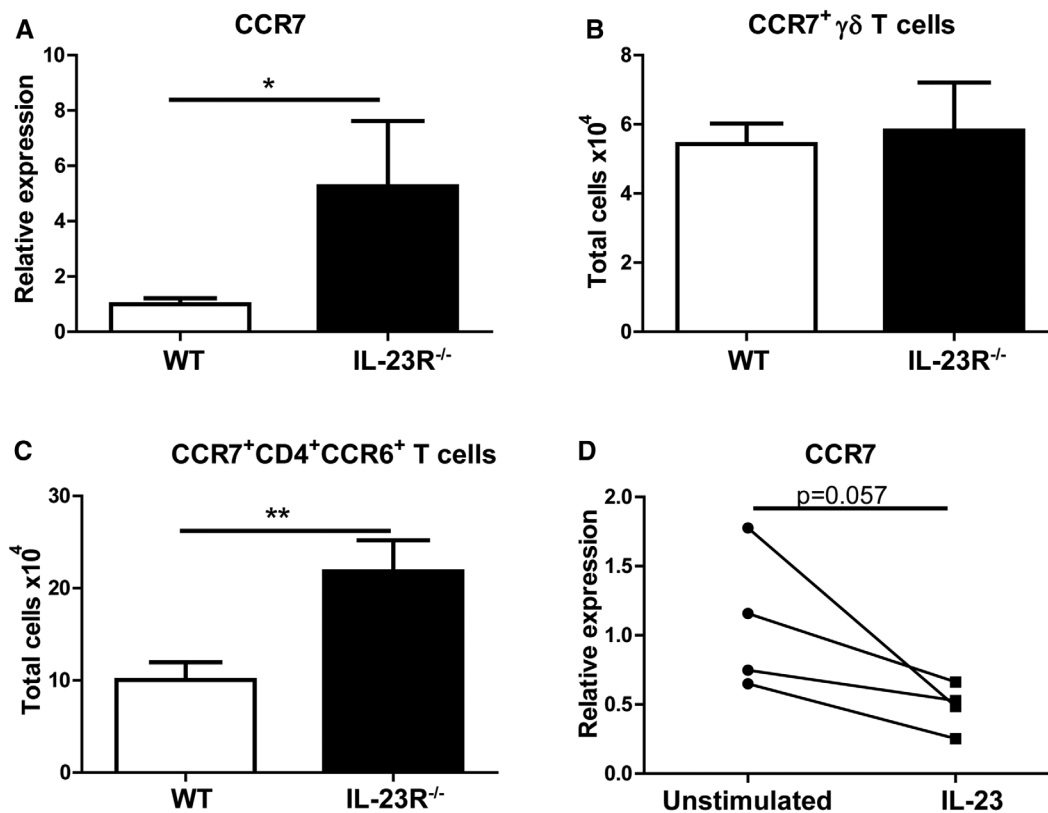 A
CCR7
Relative expression
10
8
6
4
2
0
*
WT
IL-23R-/-
B
CCR7+ γδ T cells
Total cells x10^4
8
6
4
2
0
WT
IL-23R-/-
C
CCR7+CD4+CCR6+ T cells
Total cells x10^4
30
20
10
0
**
WT
IL-23R-/-
D
CCR7
Relative expression
2.0
1.5
1.0
0.5
0.0
p=0.057
Unstimulated
IL-23